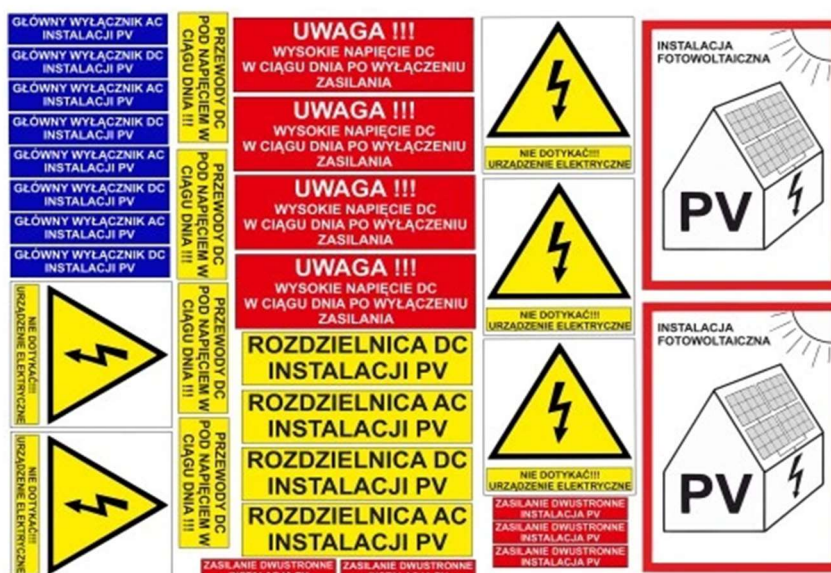 GŁÓWNY WYŁĄCZNIK AC
INSTALACJI PV
GŁÓWNY WYŁĄCZNIK DC
INSTALACJI PV
GŁÓWNY WYŁĄCZNIK AC
INSTALACJI PV
GŁÓWNY WYŁĄCZNIK DC
INSTALACJI PV
GŁÓWNY WYŁĄCZNIK AC
INSTALACJI PV
GŁÓWNY WYŁĄCZNIK DC
INSTALACJI PV
GŁÓWNY WYŁĄCZNIK AC
INSTALACJI PV
GŁÓWNY WYŁĄCZNIK DC
INSTALACJI PV
NIE DOTYKAĆ!!!
URZĄDZENIE ELEKTRYCZNE
NIE DOTYKAĆ!!!
URZĄDZENIE ELEKTRYCZNE
PRZEWODY DC
POD NAPIĘCIEM W
CIĄGU DNIA !!!
PRZEWODY DC
POD NAPIĘCIEM W
CIĄGU DNIA !!!
PRZEWODY DC
POD NAPIĘCIEM W
CIĄGU DNIA !!!
PRZEWODY DC
POD NAPIĘCIEM W
CIĄGU DNIA !!!
UWAGA !!!
WYSOKIE NAPIĘCIE DC
W CIĄGU DNIA PO WYŁĄCZENIU
ZASILANIA
UWAGA !!!
WYSOKIE NAPIĘCIE DC
W CIĄGU DNIA PO WYŁĄCZENIU
ZASILANIA
UWAGA !!!
WYSOKIE NAPIĘCIE DC
W CIĄGU DNIA PO WYŁĄCZENIU
ZASILANIA
UWAGA !!!
WYSOKIE NAPIĘCIE DC
W CIĄGU DNIA PO WYŁĄCZENIU
ZASILANIA
ROZDZIELNICA DC
INSTALACJI PV
ROZDZIELNICA AC
INSTALACJI PV
ROZDZIELNICA DC
INSTALACJI PV
ROZDZIELNICA AC
INSTALACJI PV
ZASILANIE DWUSTRONNE
ZASILANIE DWUSTRONNE
NIE DOTYKAĆ!!!
URZĄDZENIE ELEKTRYCZNE
NIE DOTYKAĆ!!!
URZĄDZENIE ELEKTRYCZNE
NIE DOTYKAĆ!!!
URZĄDZENIE ELEKTRYCZNE
ZASILANIE DWUSTRONNE
INSTALACJA PV
ZASILANIE DWUSTRONNE
INSTALACJA PV
ZASILANIE DWUSTRONNE
INSTALACJA PV
INSTALACJA
FOTOWOLTAICZNA
PV
INSTALACJA
FOTOWOLTAICZNA
PV